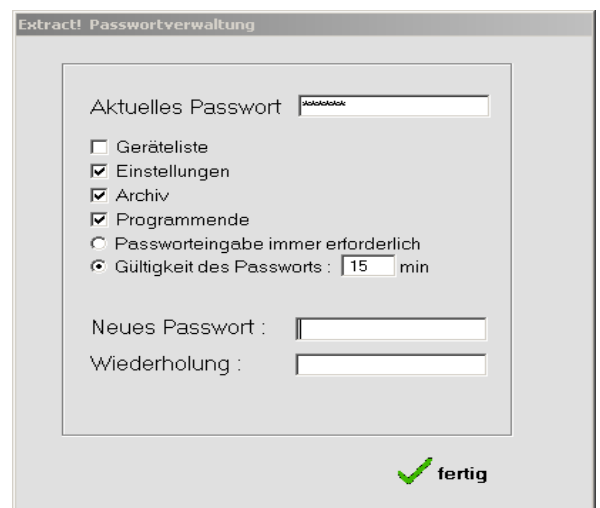 Extract! Passwortverwaltung
Aktuelles Passwort *******
Geräteliste
Einstellungen
Archiv
Programmende
Passworteingabe immer erforderlich
Gültigkeit des Passworts : 15 min
Neues Passwort :
Wiederholung :
fertig